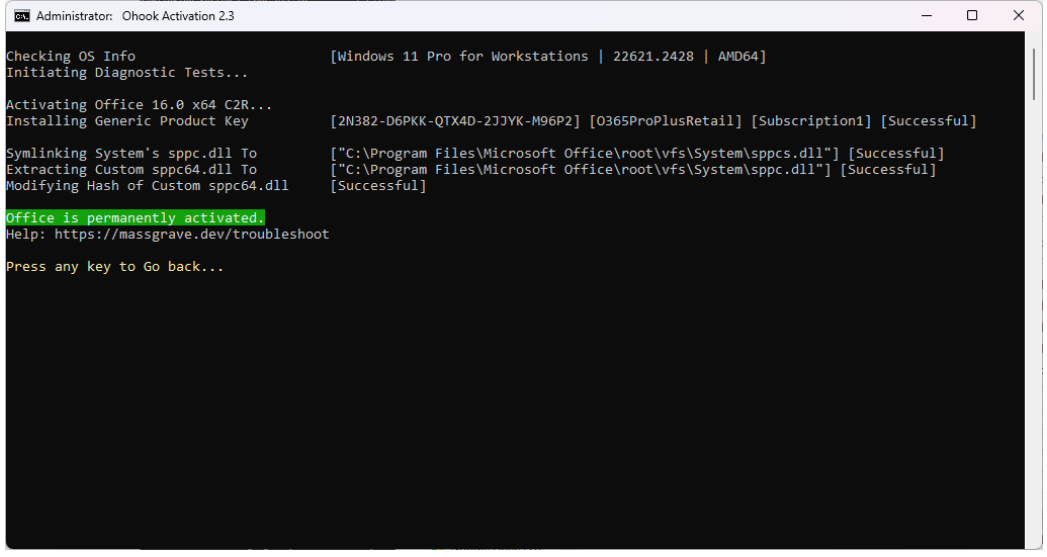 Administrator: Ohook Activation 2.3
Checking OS Info [Windows 11 Pro for Workstations | 22621.2428 | AMD64]
Initiating Diagnostic Tests...
Activating Office 16.0 x64 C2R...
Installing Generic Product Key [2N382-D6PKK-QTX4D-2JJYK-M96P2] [O365ProPlusRetail] [Subscription1] [Successful]
Symlinking System's sppc.dll To ["C:\Program Files\Microsoft Office\root\vfs\System\sppcs.dll"] [Successful]
Extracting Custom sppc64.dll To ["C:\Program Files\Microsoft Office\root\vfs\System\sppc.dll"] [Successful]
Modifying Hash of Custom sppc64.dll [Successful]
Office is permanently activated.
Help: https://massgrave.dev/troubleshoot
Press any key to Go back...